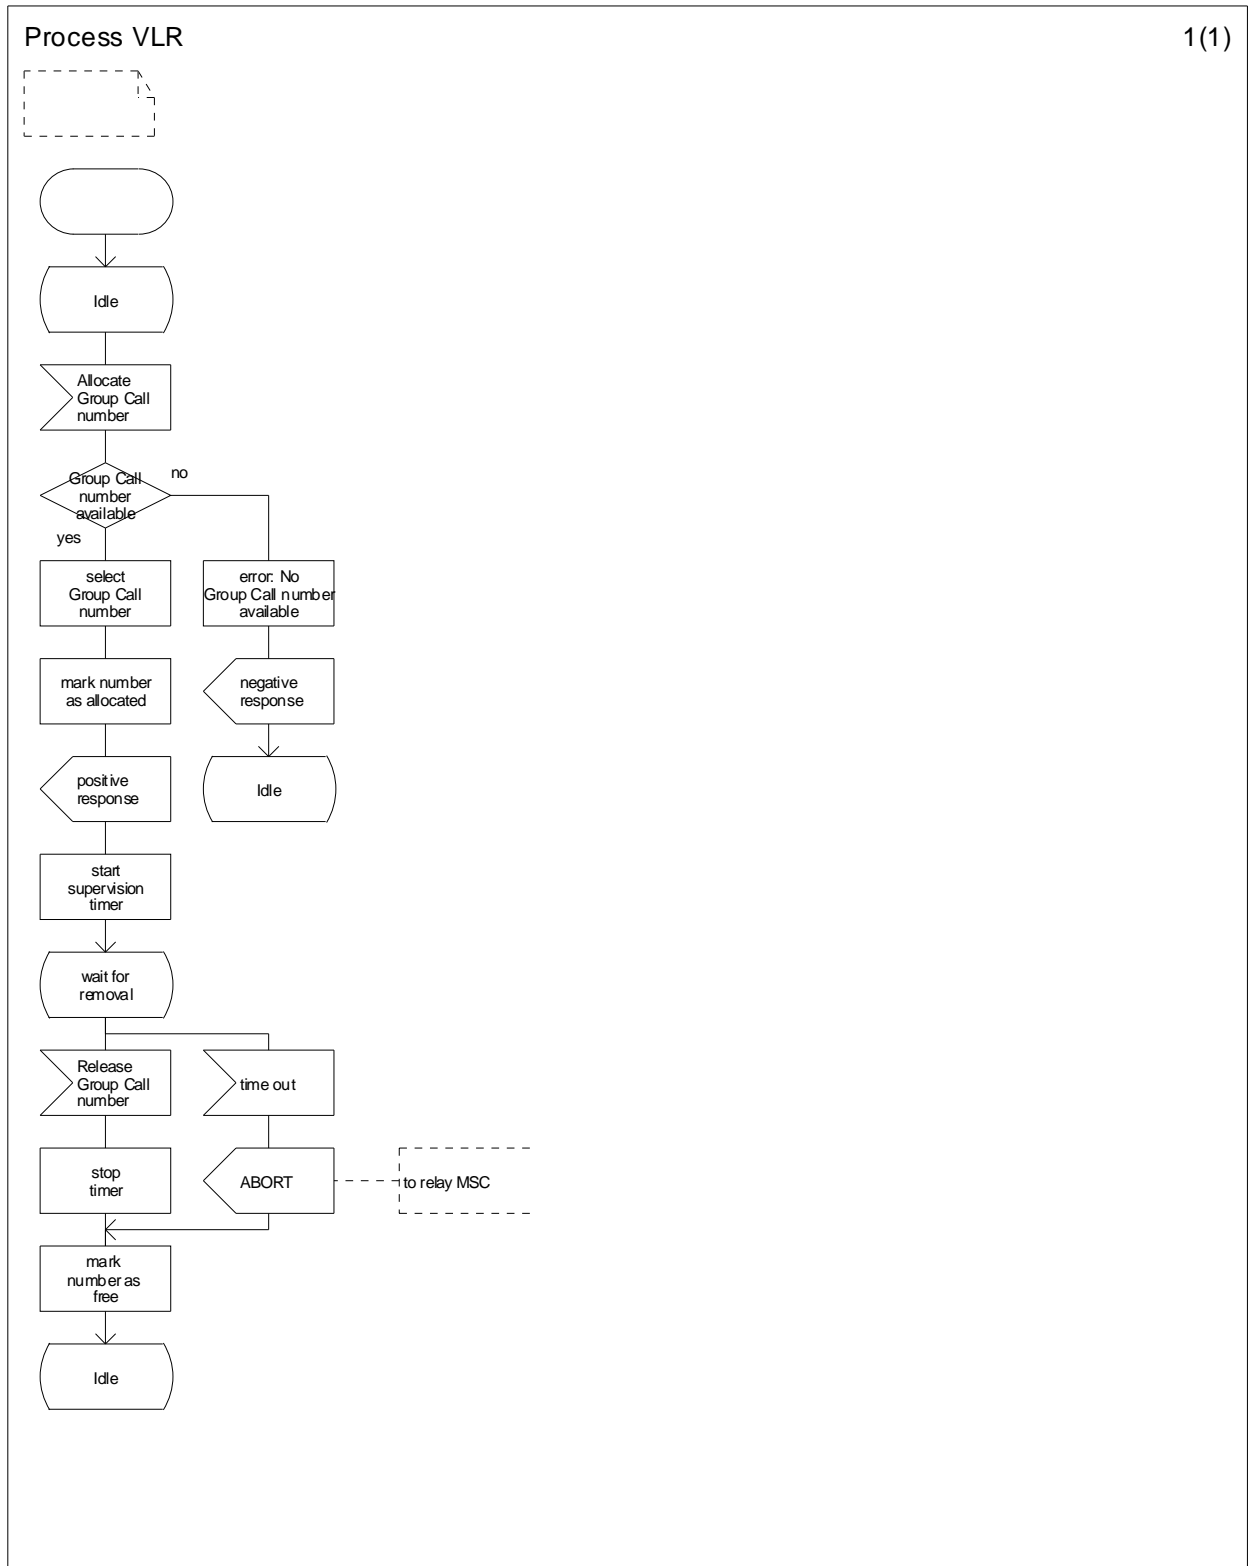 Process VLR
1(1)
Idle
Allocate
Group Call
number
Group Call
number
available
no
yes
select
Group Call
number
error: No
Group Call number
available
mark number
as allocated
negative
response
positive
response
Idle
start
supervision
timer
wait for
removal
Release
Group Call
number
time out
stop
timer
ABORT
to relay MSC
mark
number as
free
Idle